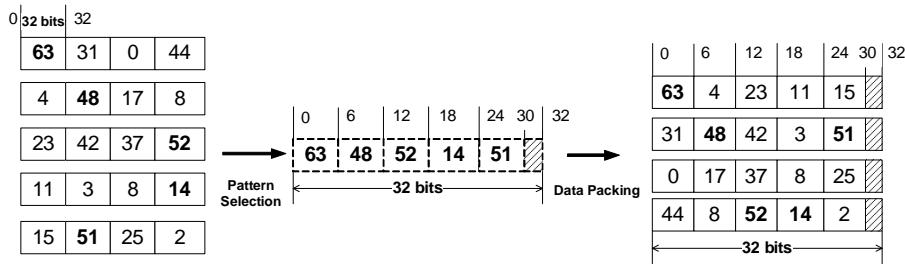 0 32 bits 32
63 31 0 44
4 48 17 8
23 42 37 52
11 3 8 14
15 51 25 2
0 6 12 18 24 30 32
63 48 52 14 51
32 bits
Pattern
Selection
Data Packing
0 6 12 18 24 30 32
63 4 23 11 15
31 48 42 3 51
0 17 37 8 25
44 8 52 14 2
32 bits